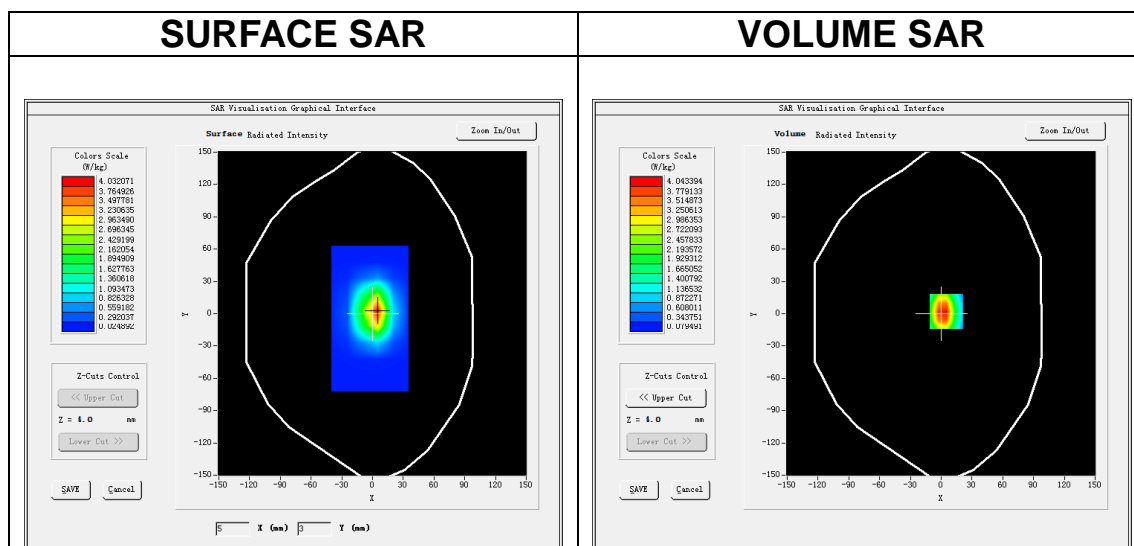 SURFACE SAR
VOLUME SAR
SAR Visualisation Graphical Interface
Surface Radiated Intensity
Zoom In/Out
Colors Scale
(W/kg)
4.032071
3.764926
3.497781
3.230635
2.963490
2.696345
2.429199
2.162054
1.894909
1.627763
1.360618
1.093473
0.826328
0.559182
0.292037
0.024892
150
120
90
60
30
0
-30
-60
-90
-120
-150
Y
-150 -120 -90 -60 -30 0 30 60 90 120 150
X
Z-Cuts Control
<< Upper Cut
Z = 4.0 mm
Lower Cut >>
SAVE Cancel
5 X (mm) 3 Y (mm)
SAR Visualisation Graphical Interface
Volume Radiated Intensity
Zoom In/Out
Colors Scale
(W/kg)
4.043394
3.779133
3.514873
3.250613
2.986353
2.722093
2.457833
2.193572
1.929312
1.665052
1.400792
1.136532
0.872271
0.608011
0.343751
0.079491
150
120
90
60
30
0
-30
-60
-90
-120
-150
Y
-150 -120 -90 -60 -30 0 30 60 90 120 150
X
Z-Cuts Control
<< Upper Cut
Z = 4.0 mm
Lower Cut >>
SAVE Cancel